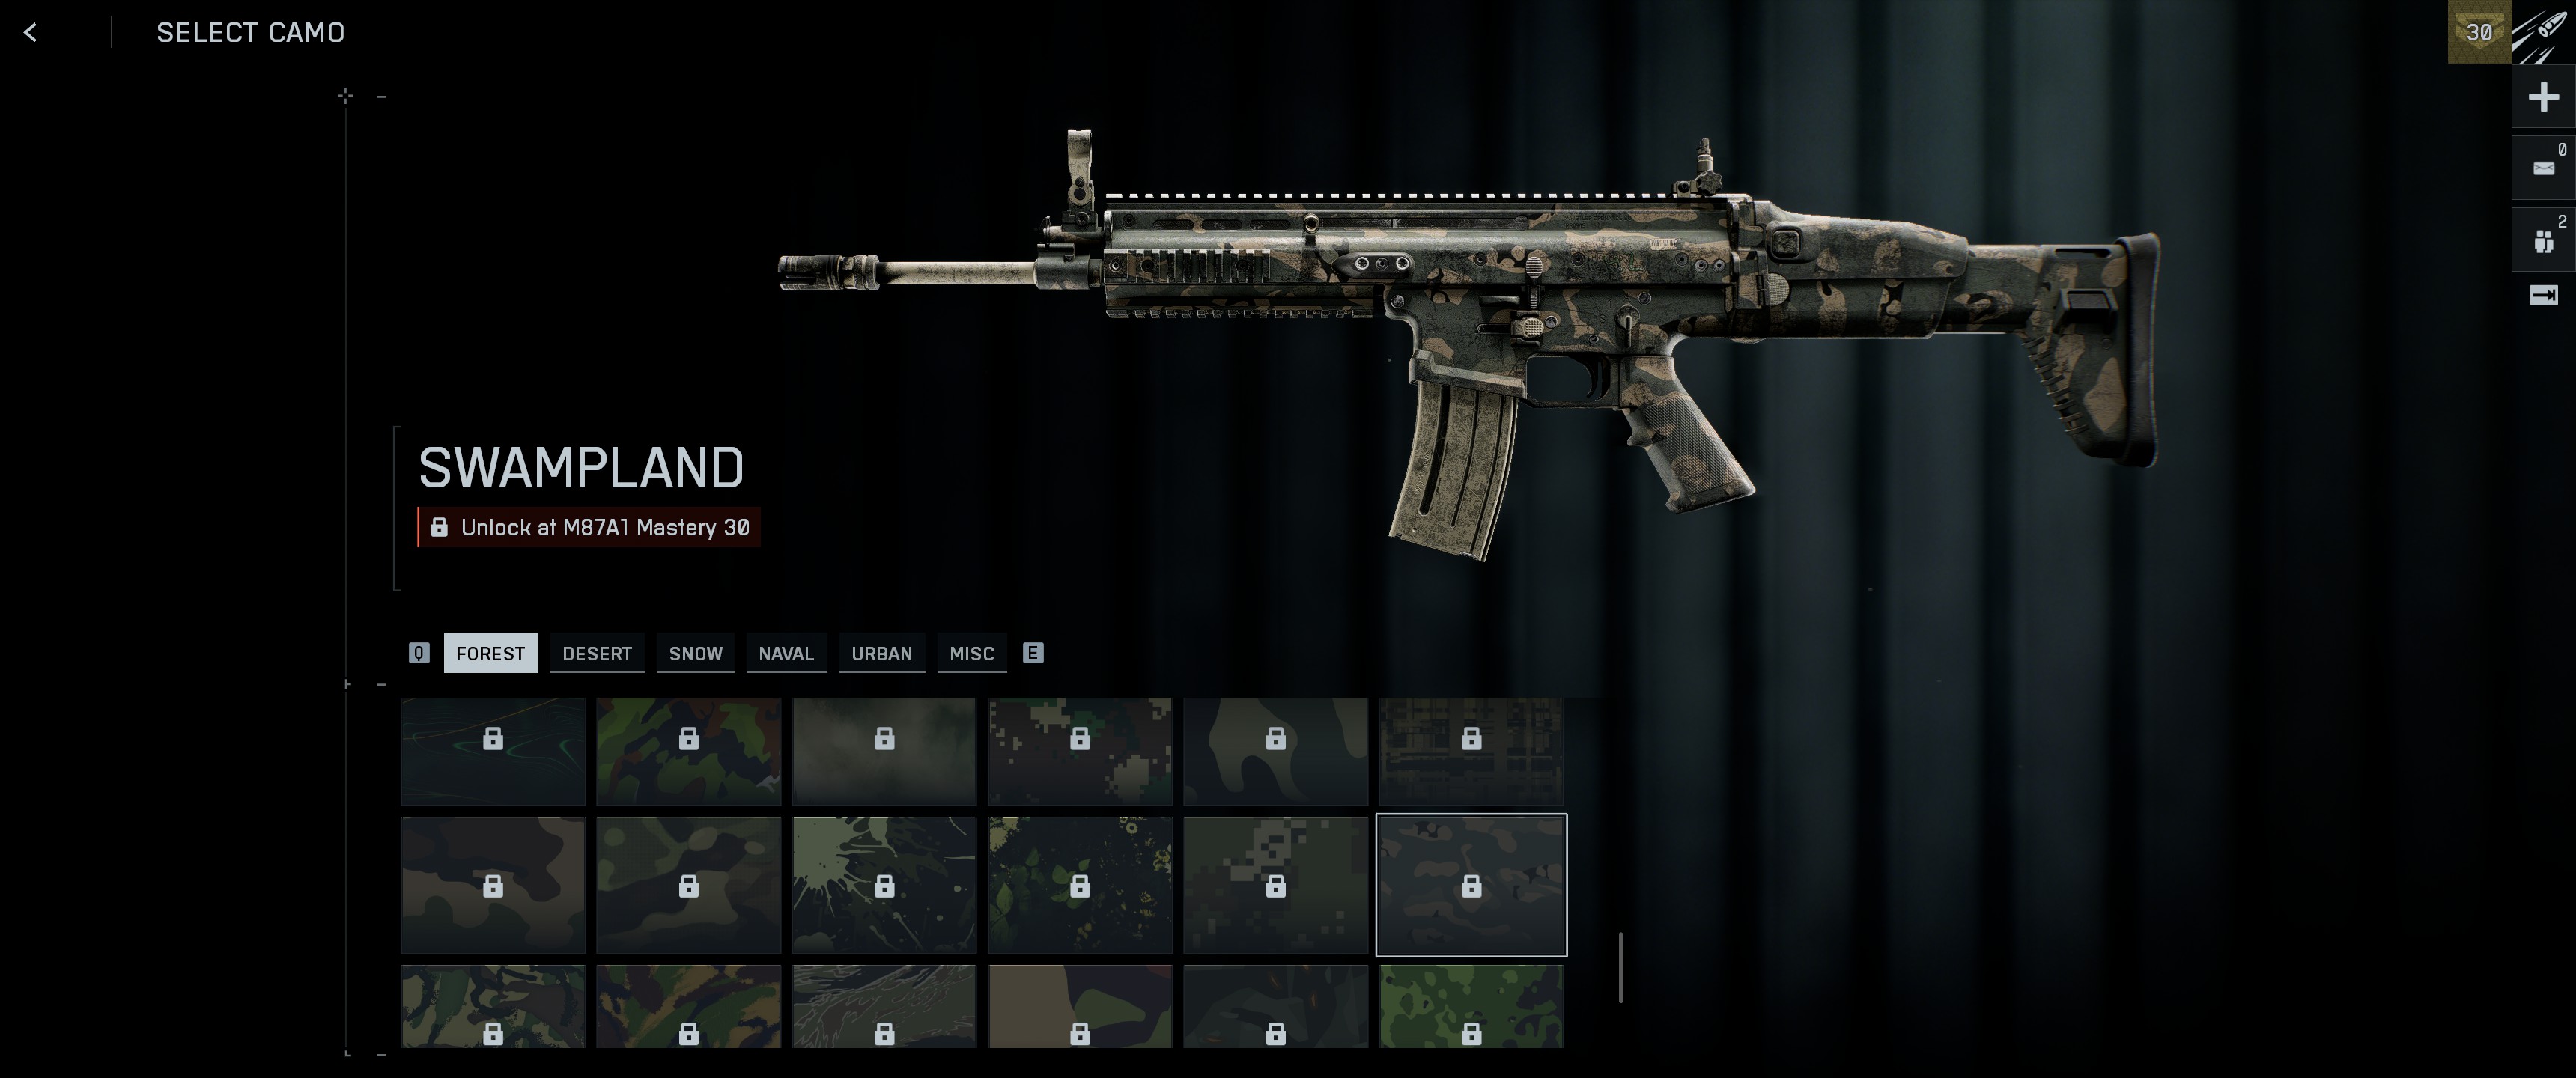 SELECT CAMO
30
0
2
SWAMPLAND
Unlock at M87A1 Mastery 30
Q FOREST DESERT SNOW NAVAL URBAN MISC E